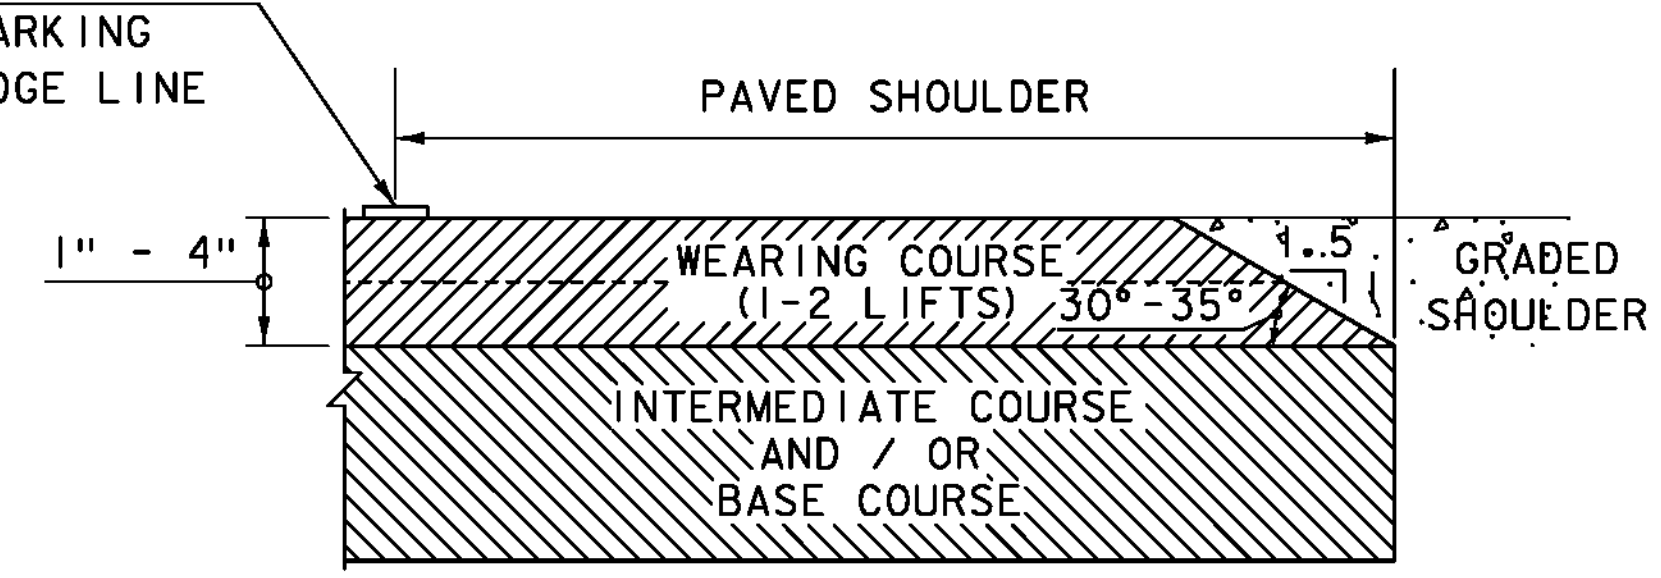 ARKING
DGE LINE
PAVED SHOULDER
1" - 4"
WEARING COURSE
(1-2 LIFTS)
30°-35°
1.5
1
GRADED
SHOULDER
INTERMEDIATE COURSE
AND / OR
BASE COURSE